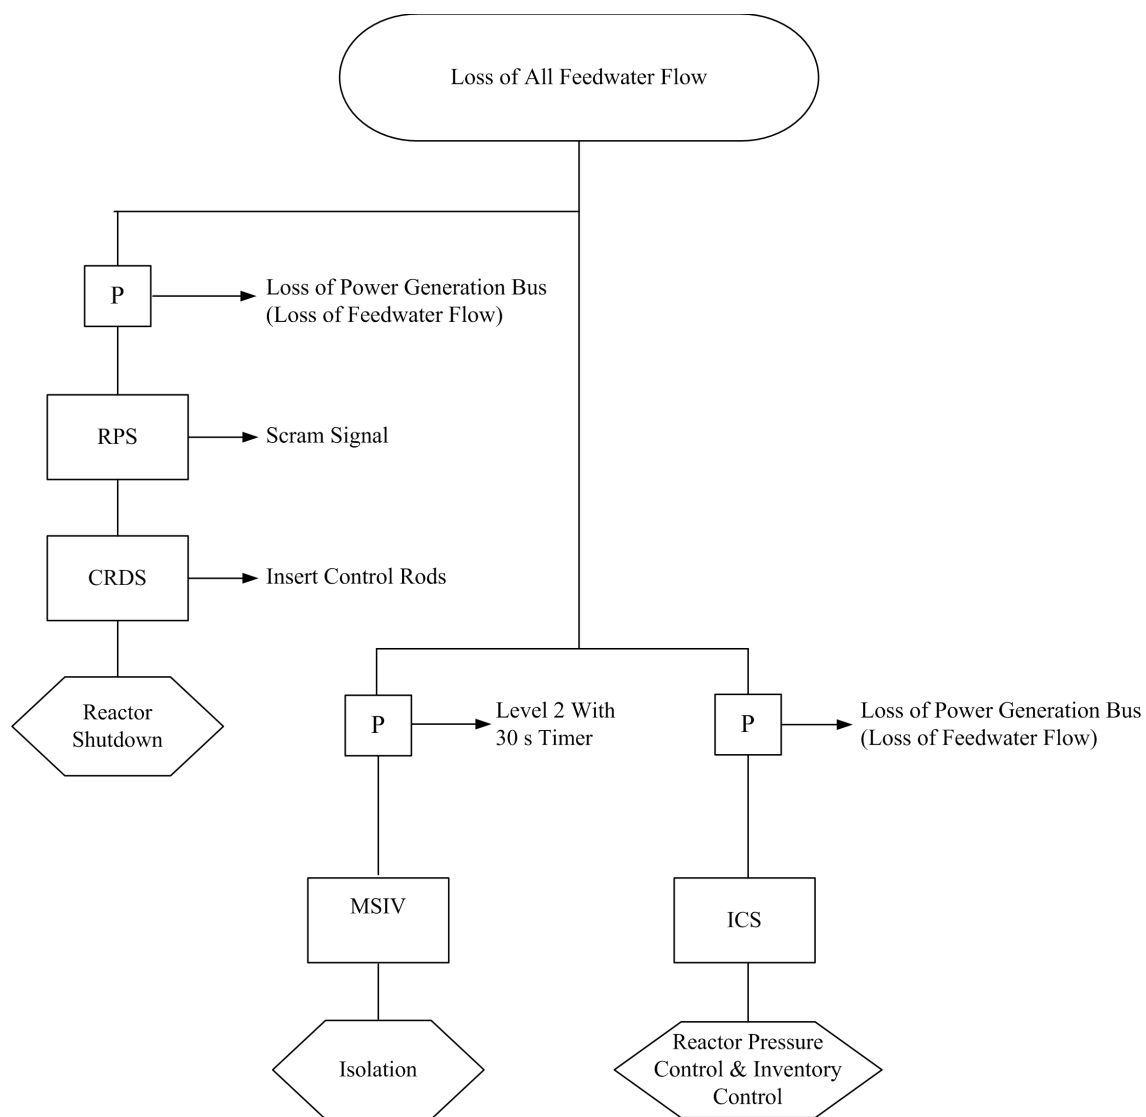 Loss of All Feedwater Flow
P
Loss of Power Generation Bus
(Loss of Feedwater Flow)
RPS
Scram Signal
CRDS
Insert Control Rods
Reactor
Shutdown
P
Level 2 With
30 s Timer
P
Loss of Power Generation Bus
(Loss of Feedwater Flow)
MSIV
ICS
Isolation
Reactor Pressure
Control & Inventory
Control